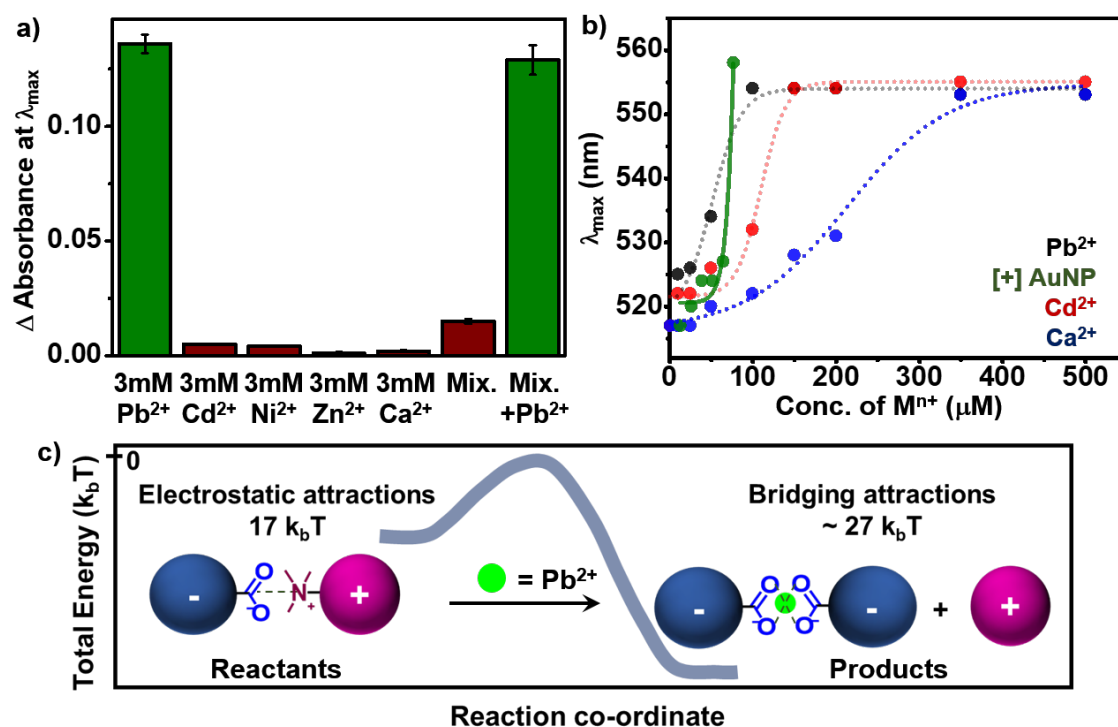 a)
Δ Absorbance at λmax
0.10
0.05
0.00
3mM 3mM 3mM 3mM 3mM Mix. Mix.
Pb²⁺ Cd²⁺ Ni²⁺ Zn²⁺ Ca²⁺ +Pb²⁺
b)
λmax (nm)
560
550
530
520
0 100 200 300 400 500
Conc. of Mⁿ⁺ (μM)
Pb²⁺
[+] AuNP
Cd²⁺
Ca²⁺
c)
Total Energy (kbT)
0
Electrostatic attractions
17 kbT
- O O- N+ +
Reactants
= Pb²⁺
Bridging attractions
~ 27 kbT
- O O- O O- - + +
Products
Reaction co-ordinate